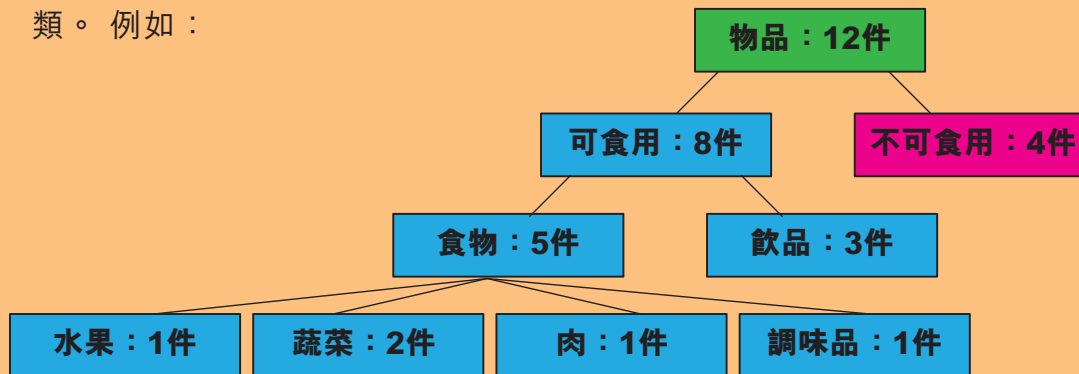 類。 例如：
物品：12件
可食用：8件
不可食用：4件
食物：5件
飲品：3件
水果：1件
蔬菜：2件
肉：1件
調味品：1件